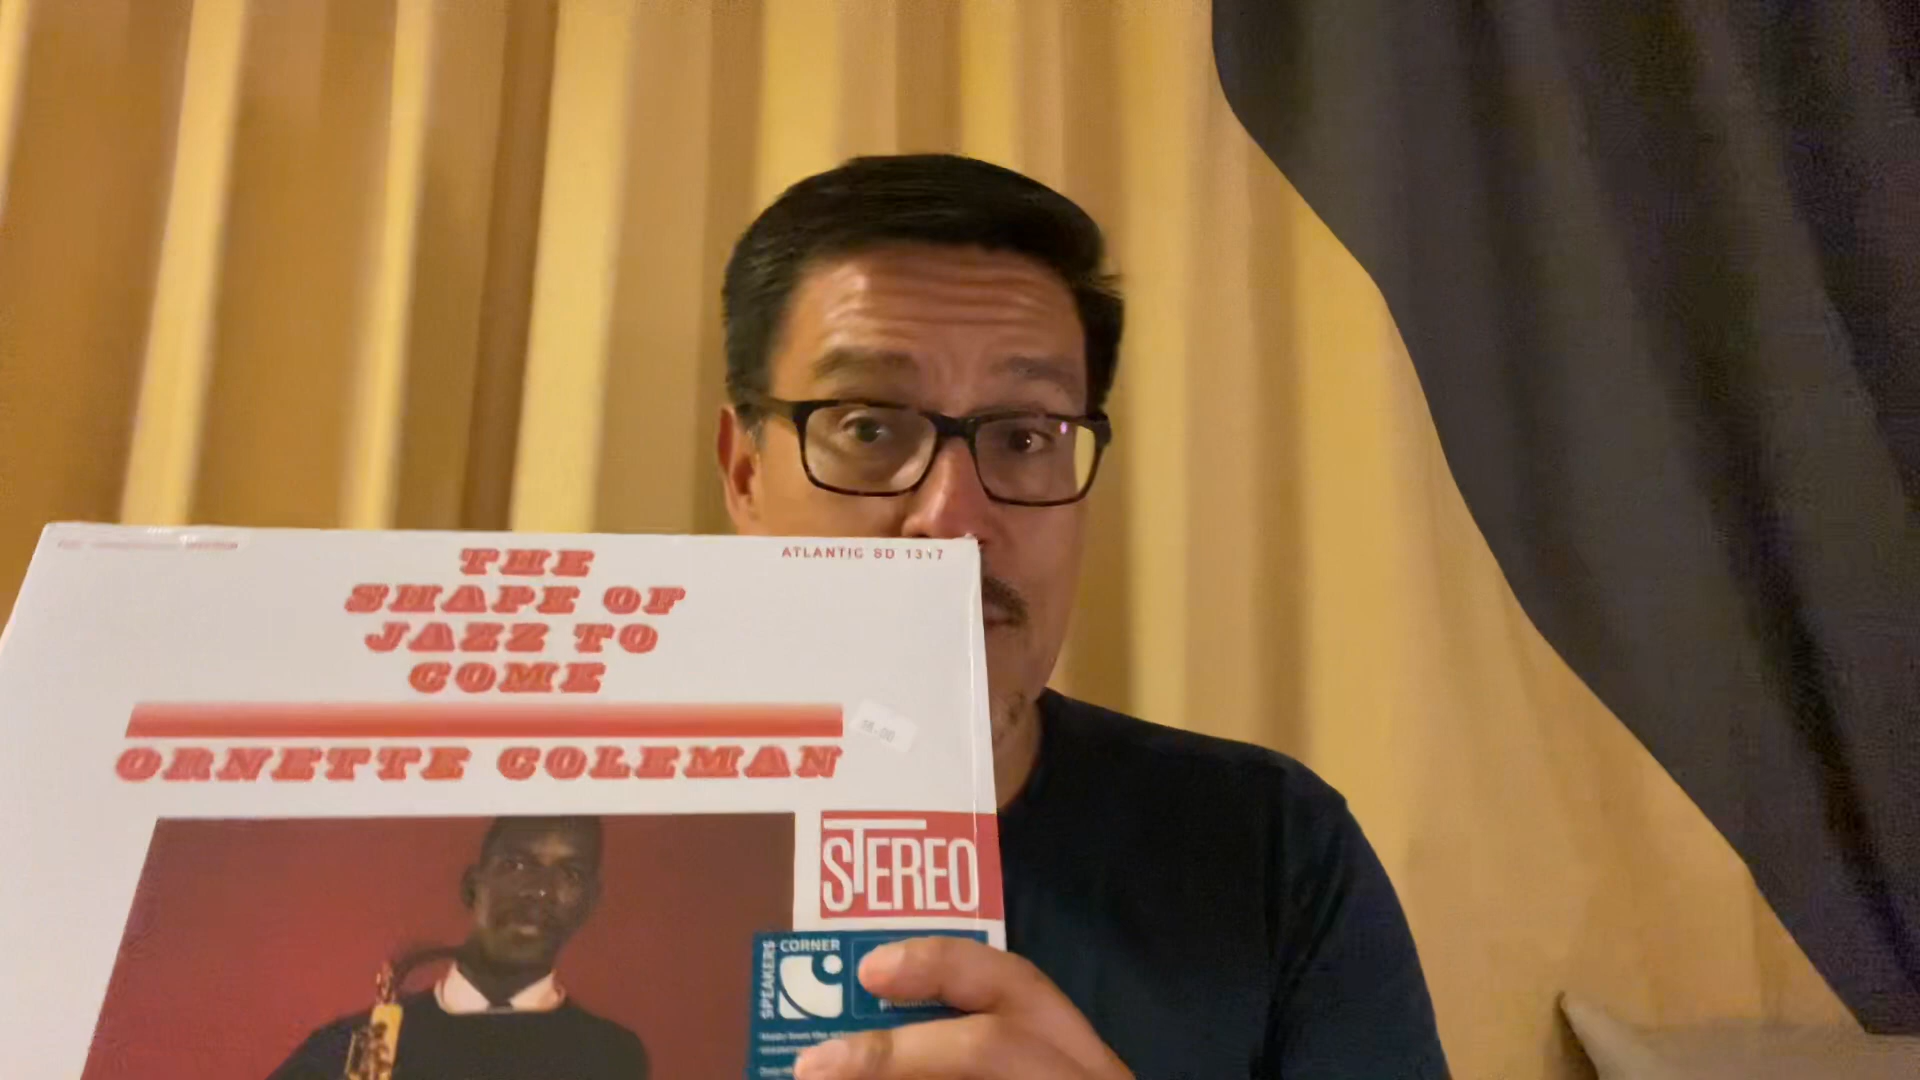 ATLANTIC SD 1317
THE
SHAPE OF
JAZZ TO
COME
ORNETTE COLEMAN
STEREO
SPEAKERS
CORNER